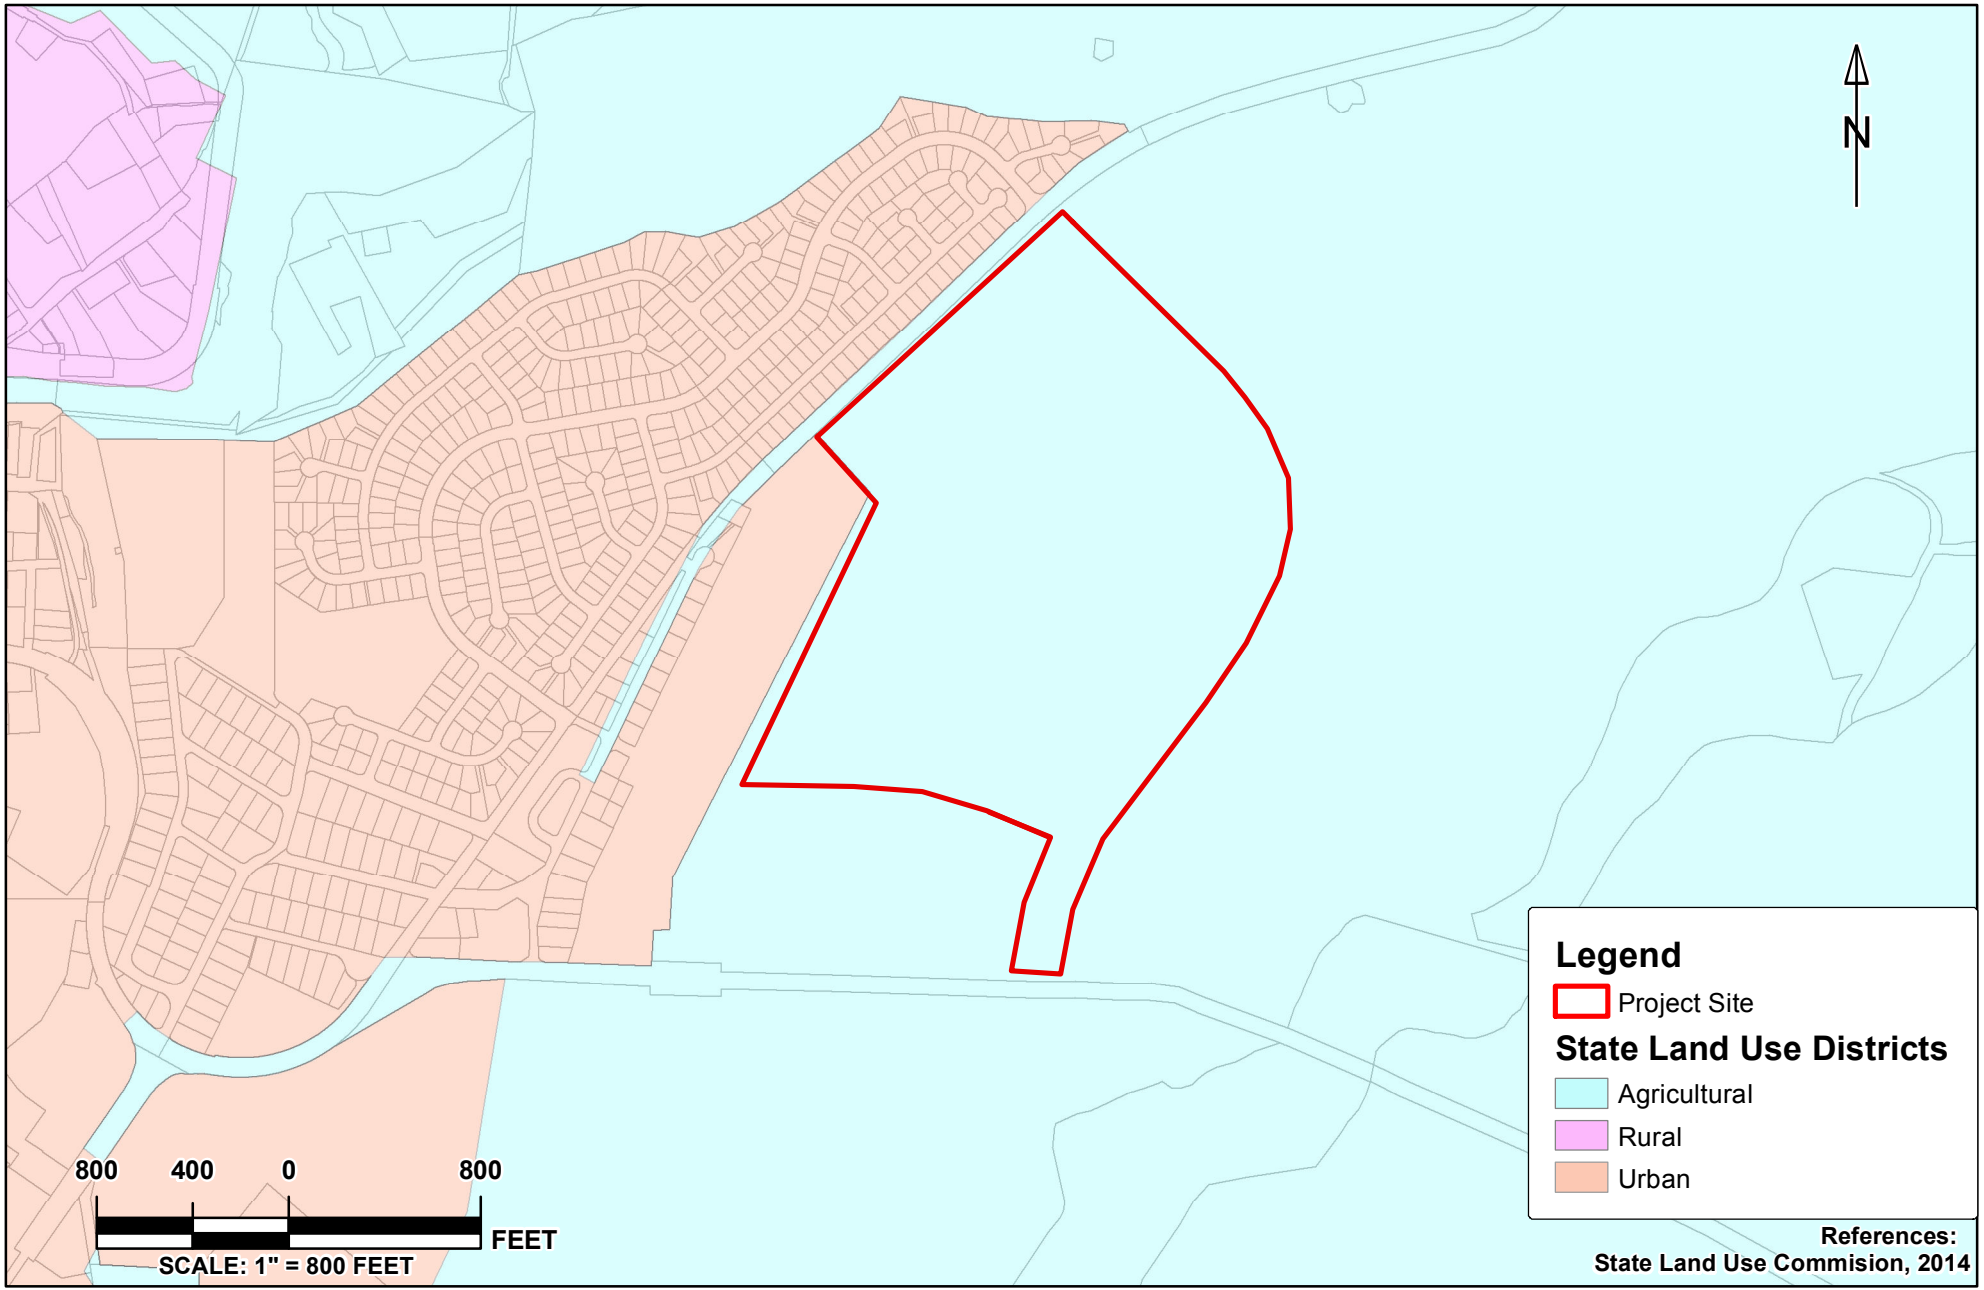 N
Legend
Project Site
State Land Use Districts
Agricultural
Rural
Urban
800 400 0 800
FEET
SCALE: 1" = 800 FEET
References:
State Land Use Commision, 2014